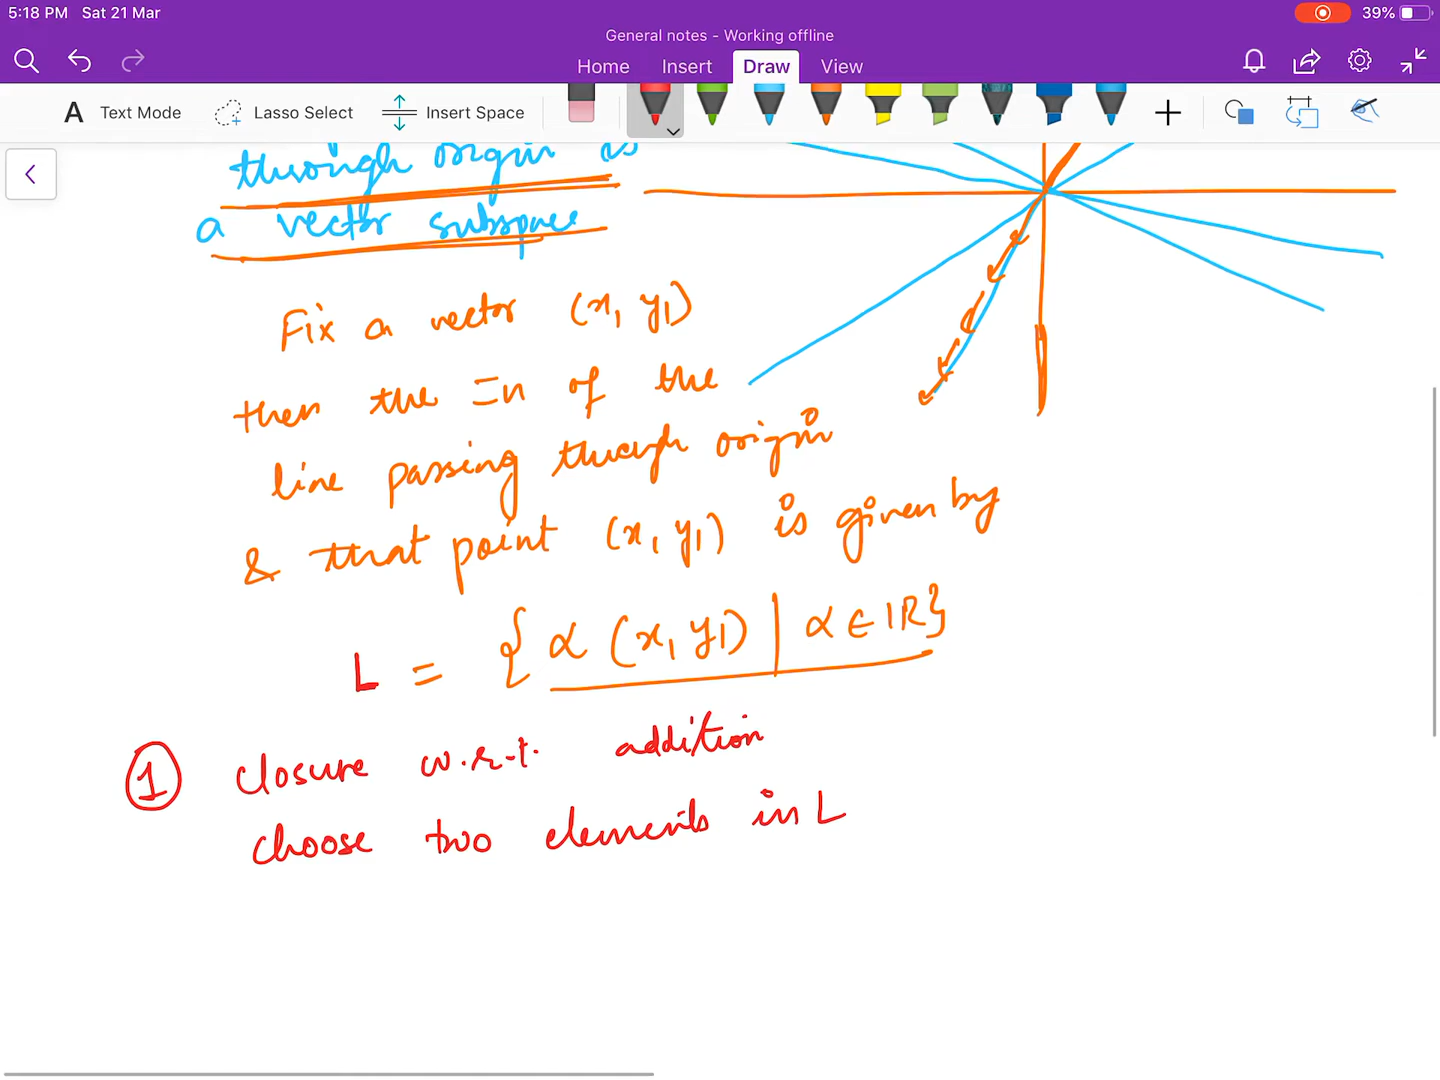 5:18 PM Sat 21 Mar
39%
General notes - Working offline
Home Insert Draw View
A Text Mode Lasso Select Insert Space
through origin is
a vector subspace
Fix a vector (x₁ y₁)
then the =n of the
line passing through origin
& that point (x₁ y₁) is given by
L = { α (x₁ y₁) | α ∈ IR}
① closure w.r.t. addition
choose two elements in L